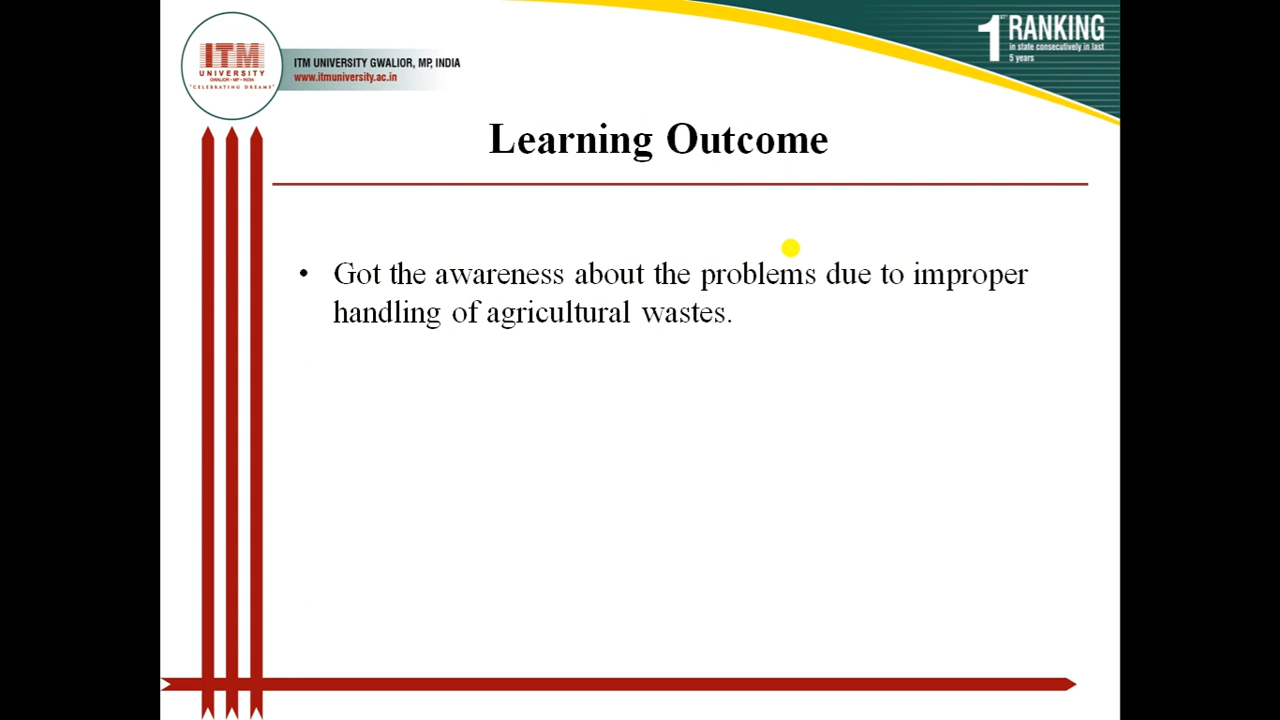 ITM
UNIVERSITY
GWALIOR • MP • INDIA
"CELEBRATING DREAMS"
ITM UNIVERSITY GWALIOR, MP, INDIA
www.itmuniversity.ac.in
1ST RANKING
in state consecutively in last
5 years
Learning Outcome
• Got the awareness about the problems due to improper
handling of agricultural wastes.